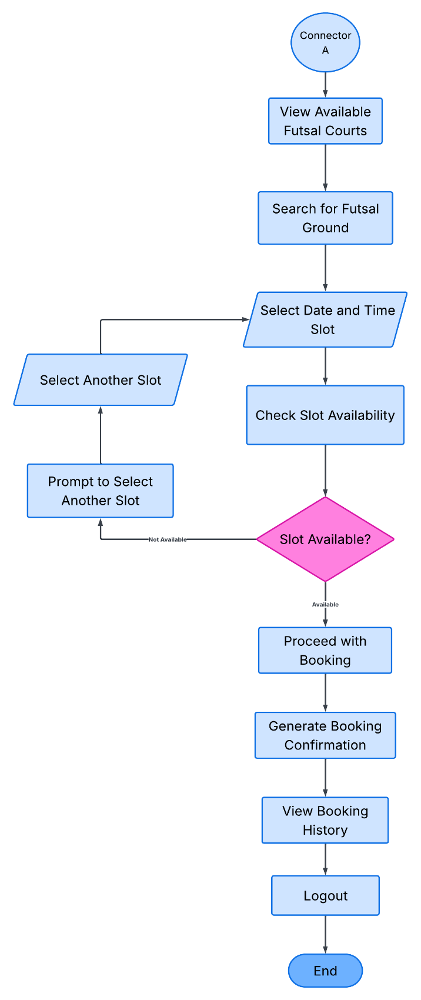 Connector
A
View Available
Futsal Courts
Search for Futsal
Ground
Select Date and Time
Slot
Select Another Slot
Check Slot Availability
Prompt to Select
Another Slot
Slot Available?
Not Available
Available
Proceed with
Booking
Generate Booking
Confirmation
View Booking
History
Logout
End